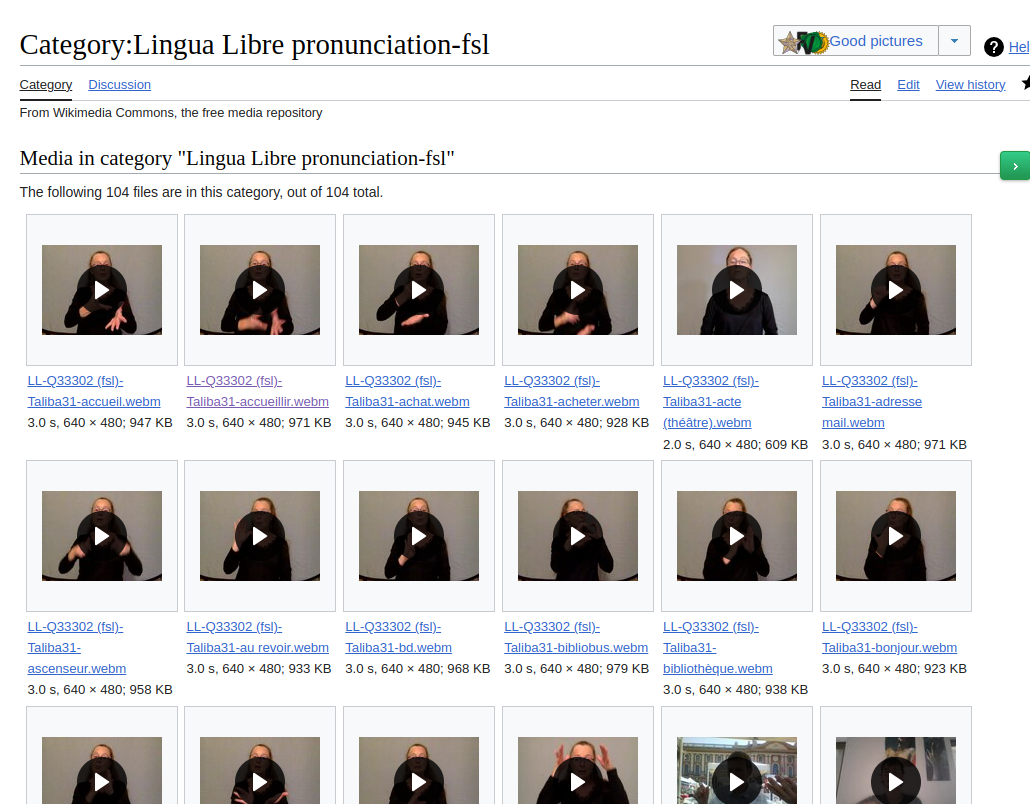 Category:Lingua Libre pronunciation-fsl
Good pictures
Hel
Category Discussion Read Edit View history
From Wikimedia Commons, the free media repository
Media in category "Lingua Libre pronunciation-fsl"
The following 104 files are in this category, out of 104 total.
LL-Q33302 (fsl)-
Taliba31-accueil.webm
3.0 s, 640 × 480; 947 KB
LL-Q33302 (fsl)-
Taliba31-accueillir.webm
3.0 s, 640 × 480; 971 KB
LL-Q33302 (fsl)-
Taliba31-achat.webm
3.0 s, 640 × 480; 945 KB
LL-Q33302 (fsl)-
Taliba31-acheter.webm
3.0 s, 640 × 480; 928 KB
LL-Q33302 (fsl)-
Taliba31-acte
(théâtre).webm
2.0 s, 640 × 480; 609 KB
LL-Q33302 (fsl)-
Taliba31-adresse
mail.webm
3.0 s, 640 × 480; 971 KB
LL-Q33302 (fsl)-
Taliba31-
ascenseur.webm
3.0 s, 640 × 480; 958 KB
LL-Q33302 (fsl)-
Taliba31-au revoir.webm
3.0 s, 640 × 480; 933 KB
LL-Q33302 (fsl)-
Taliba31-bd.webm
3.0 s, 640 × 480; 968 KB
LL-Q33302 (fsl)-
Taliba31-bibliobus.webm
3.0 s, 640 × 480; 979 KB
LL-Q33302 (fsl)-
Taliba31-
bibliothèque.webm
3.0 s, 640 × 480; 938 KB
LL-Q33302 (fsl)-
Taliba31-bonjour.webm
3.0 s, 640 × 480; 923 KB